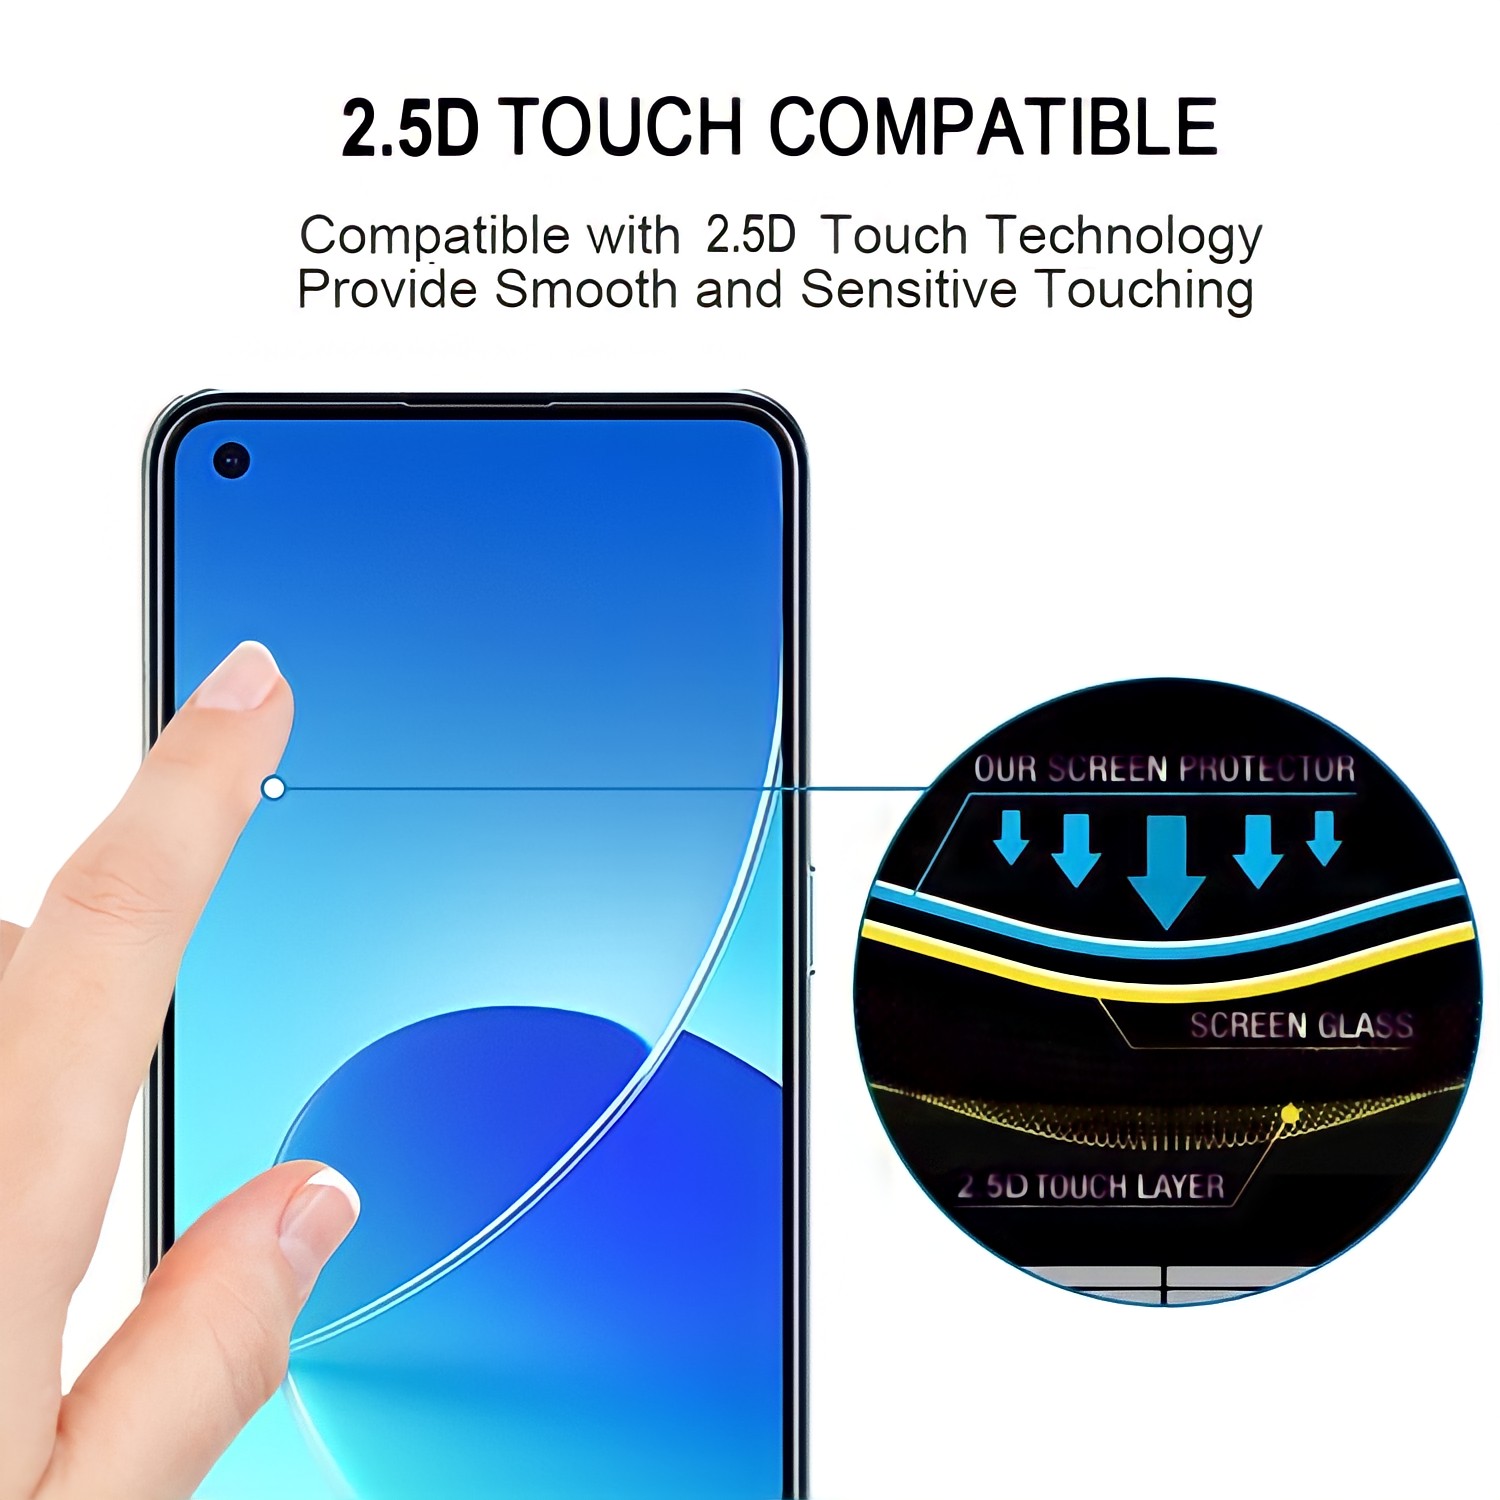 2.5D TOUCH COMPATIBLE
Compatible with 2.5D Touch Technology
Provide Smooth and Sensitive Touching
OUR SCREEN PROTECTOR
SCREEN GLASS
2 5D TOUCH LAYER